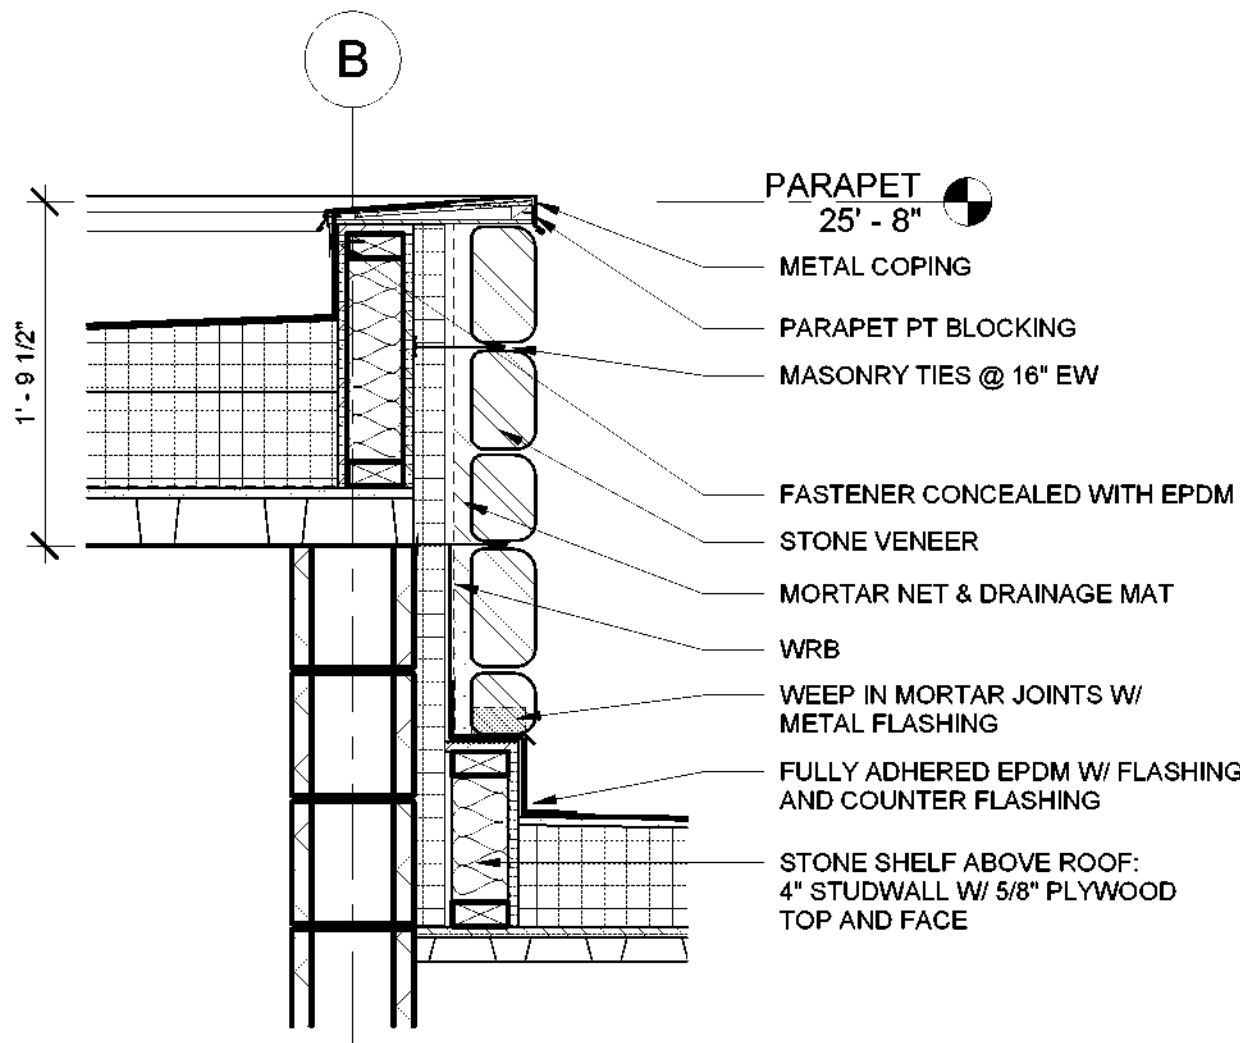 B
PARAPET
25' - 8"
METAL COPING
PARAPET PT BLOCKING
MASONRY TIES @ 16" EW
1' - 9 1/2"
FASTENER CONCEALED WITH EPDM
STONE VENEER
MORTAR NET & DRAINAGE MAT
WRB
WEEP IN MORTAR JOINTS W/
METAL FLASHING
FULLY ADHERED EPDM W/ FLASHING
AND COUNTER FLASHING
STONE SHELF ABOVE ROOF:
4" STUDWALL W/ 5/8" PLYWOOD
TOP AND FACE